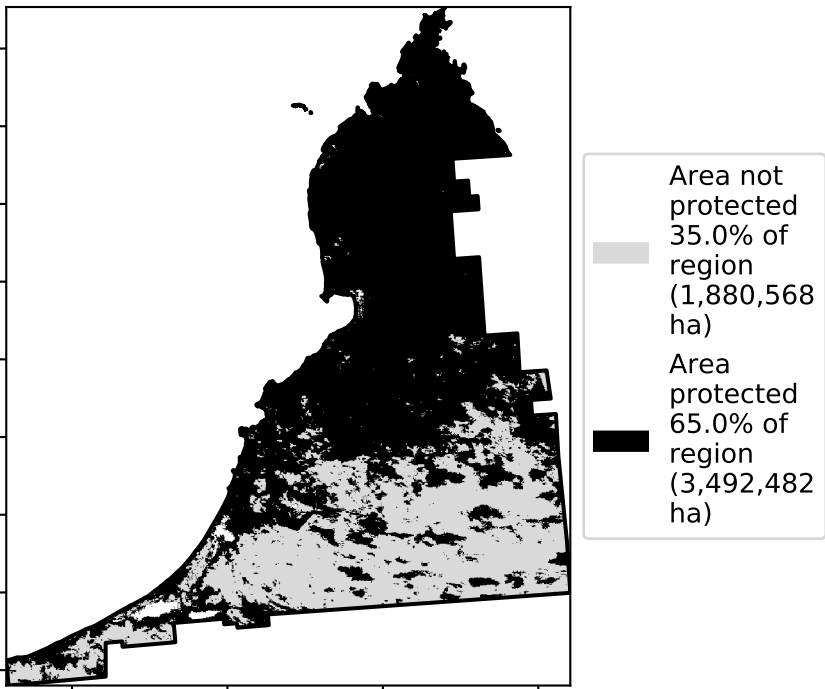 Area not
protected
35.0% of
region
(1,880,568
ha)
Area
protected
65.0% of
region
(3,492,482
ha)